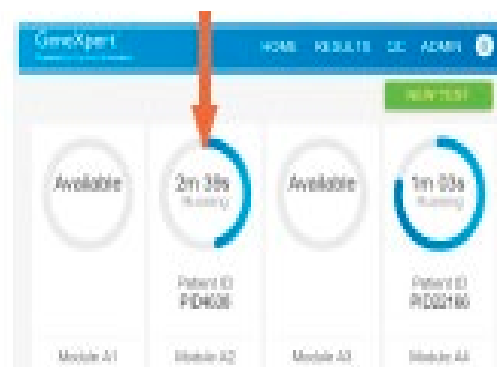 GeneXpert
HOME RESULTS QC ADMIN
NEW TEST
Available
2m 38s
Running
Available
1m 03s
Running
Patient ID
Patient ID
Module A1
Module A2
Module A3
Module A4